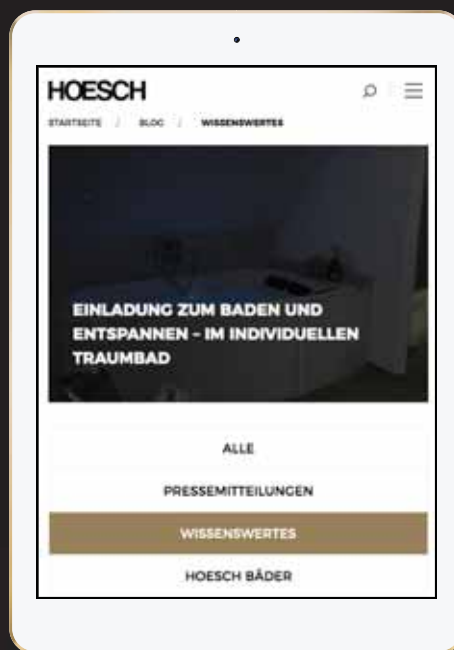 HOESCH
STARTSEITE / BLOG / WISSENSWERTES
EINLADUNG ZUM BADEN UND
ENTSPANNEN – IM INDIVIDUELLEN
TRAUMBAD
ALLE
PRESSEMITTEILUNGEN
WISSENSWERTES
HOESCH BÄDER